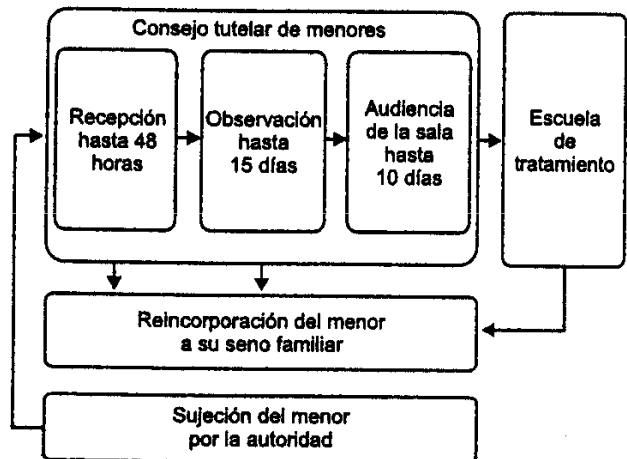 Consejo tutelar de menores
Recepción
hasta 48
horas
Observación
hasta
15 días
Audiencia
de la sala
hasta
10 días
Escuela
de
tratamiento
Reincorporación del menor
a su seno familiar
Sujeción del menor
por la autoridad